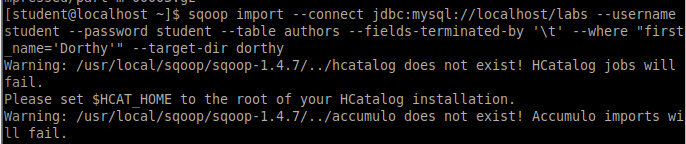 [student@localhost ~]$ sqoop import --connect jdbc:mysql://localhost/labs --username
student --password student --table authors --fields-terminated-by '\t' --where "first
_name='Dorthy'" --target-dir dorthy
Warning: /usr/local/sqoop/sqoop-1.4.7/../hcatalog does not exist! HCatalog jobs will
fail.
Please set $HCAT_HOME to the root of your HCatalog installation.
Warning: /usr/local/sqoop/sqoop-1.4.7/../accumulo does not exist! Accumulo imports wi
ll fail.